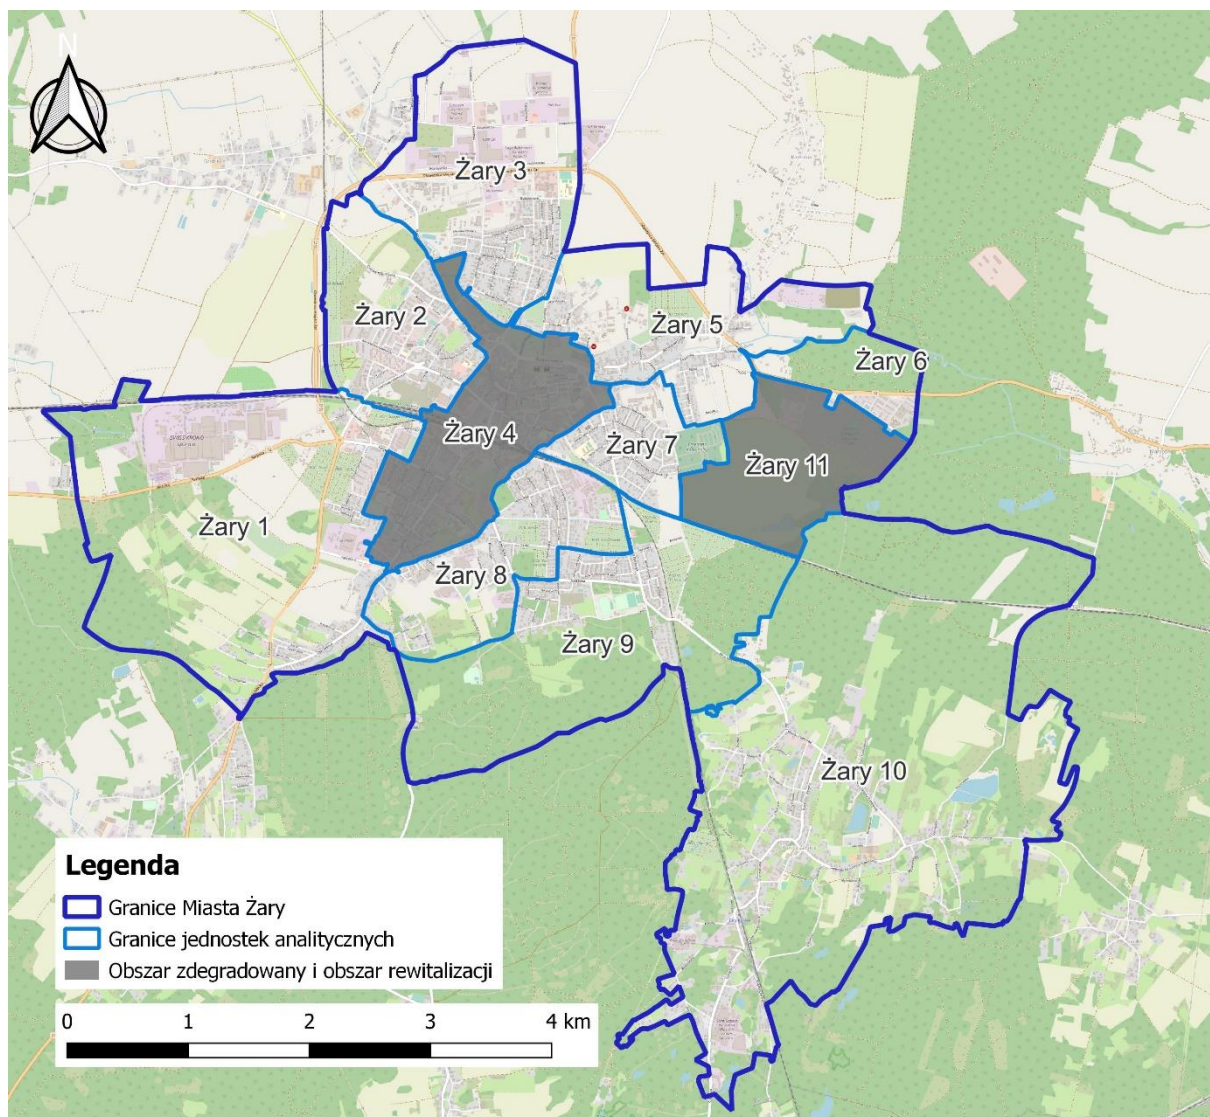 N
Żary 3
Żary 2
Żary 5
Żary 6
Żary 4
Żary 7
Żary 11
Żary 1
Żary 8
Żary 9
Żary 10
Legenda
Granice Miasta Żary
Granice jednostek analitycznych
Obszar zdegradowany i obszar rewitalizacji
0 1 2 3 4 km